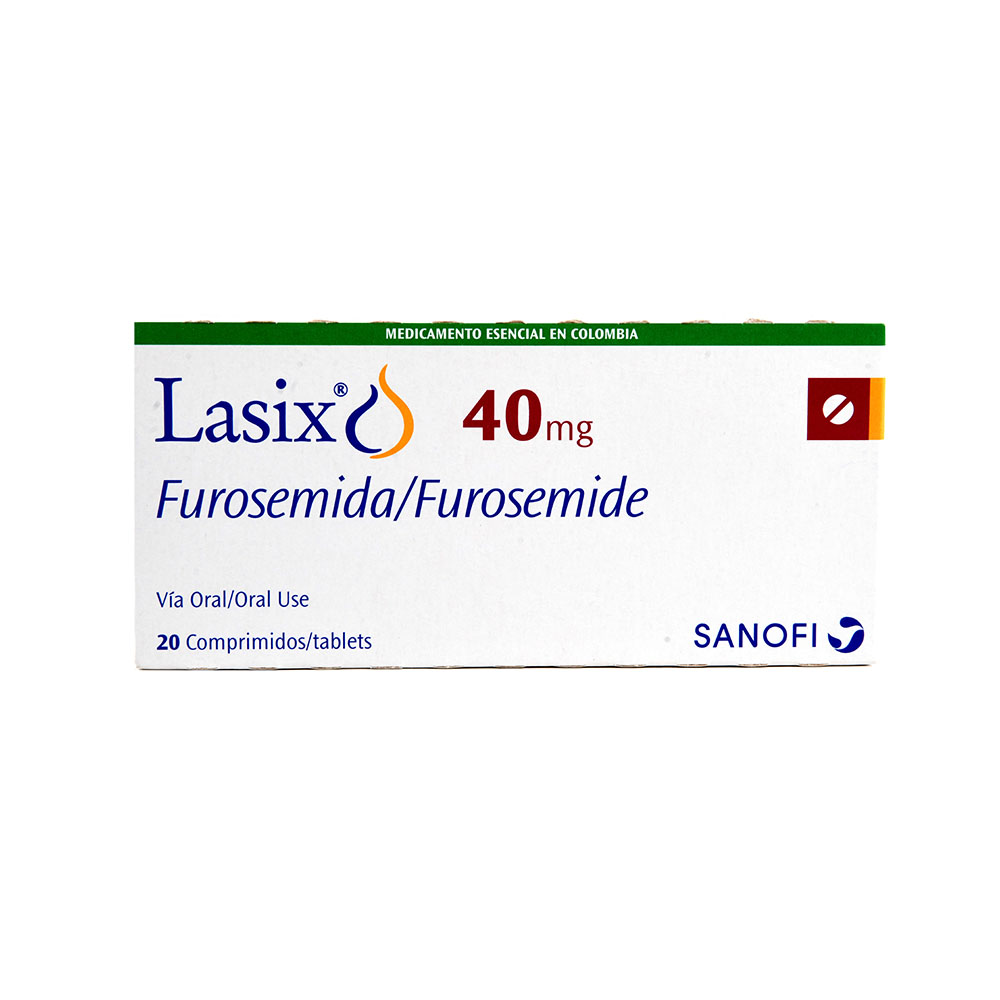 MEDICAMENTO ESENCIAL EN COLOMBIA
Lasix® 40mg
Furosemida/Furosemide
Vía Oral/Oral Use
20 Comprimidos/tablets
SANOFI